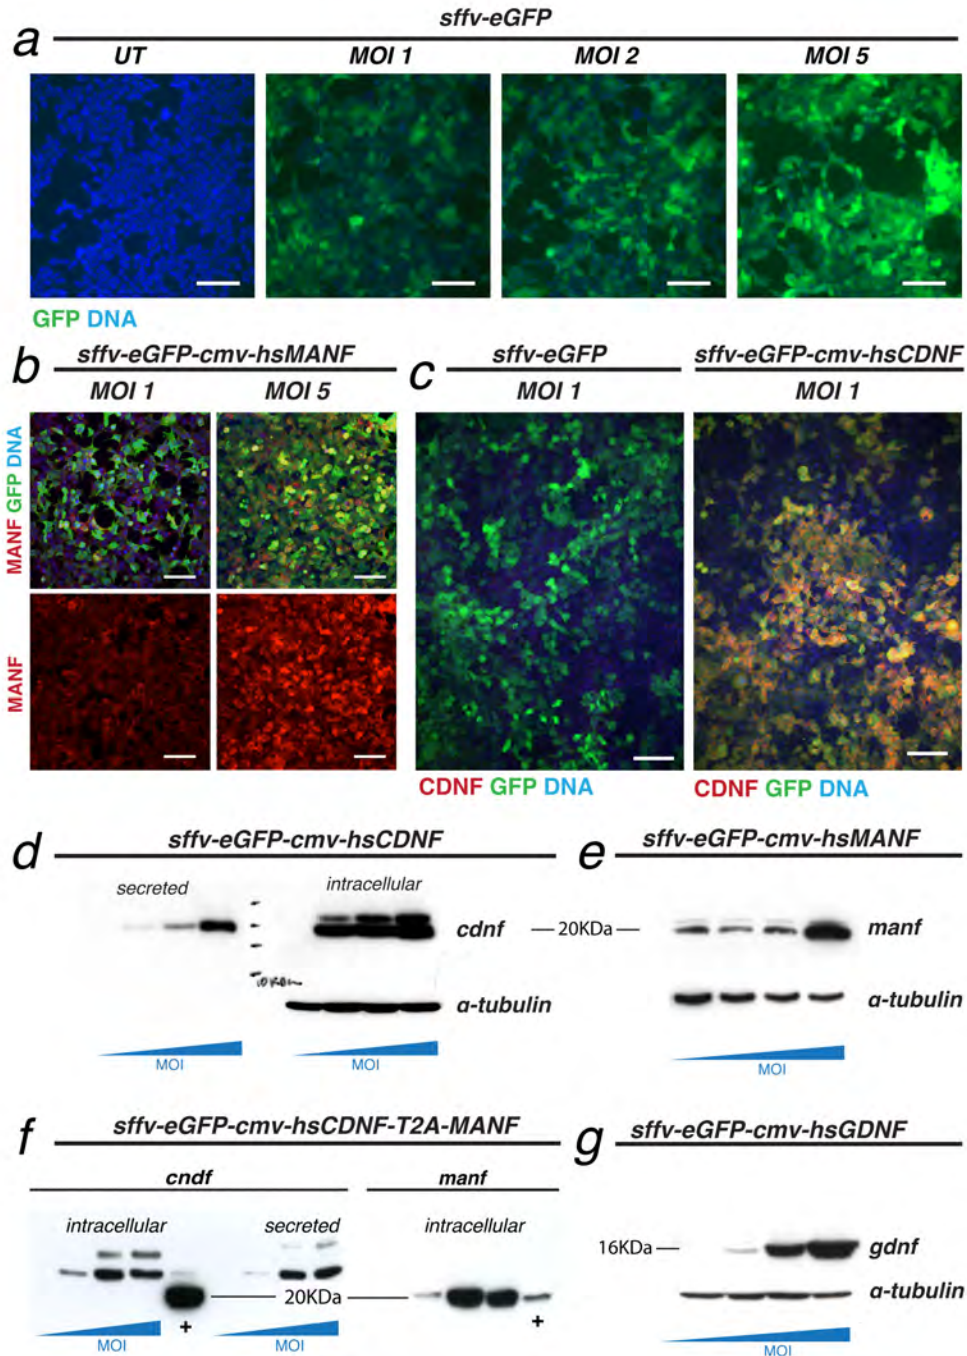 a
sffv-eGFP
UT MOI 1 MOI 2 MOI 5
GFP DNA
b
sffv-eGFP-cmv-hsMANF
MOI 1 MOI 5
MANF GFP DNA
MANF
c
sffv-eGFP sffv-eGFP-cmv-hsCDNF
MOI 1 MOI 1
CDNF GFP DNA CDNF GFP DNA
d
sffv-eGFP-cmv-hsCDNF
secreted intracellular
cdnf
α-tubulin
MOI MOI
e
sffv-eGFP-cmv-hsMANF
20KDa manf
α-tubulin
MOI
f
sffv-eGFP-cmv-hsCDNF-T2A-MANF
cndf manf
intracellular secreted intracellular
20KDa
+ +
MOI MOI
g
sffv-eGFP-cmv-hsGDNF
16KDa gdnf
α-tubulin
MOI